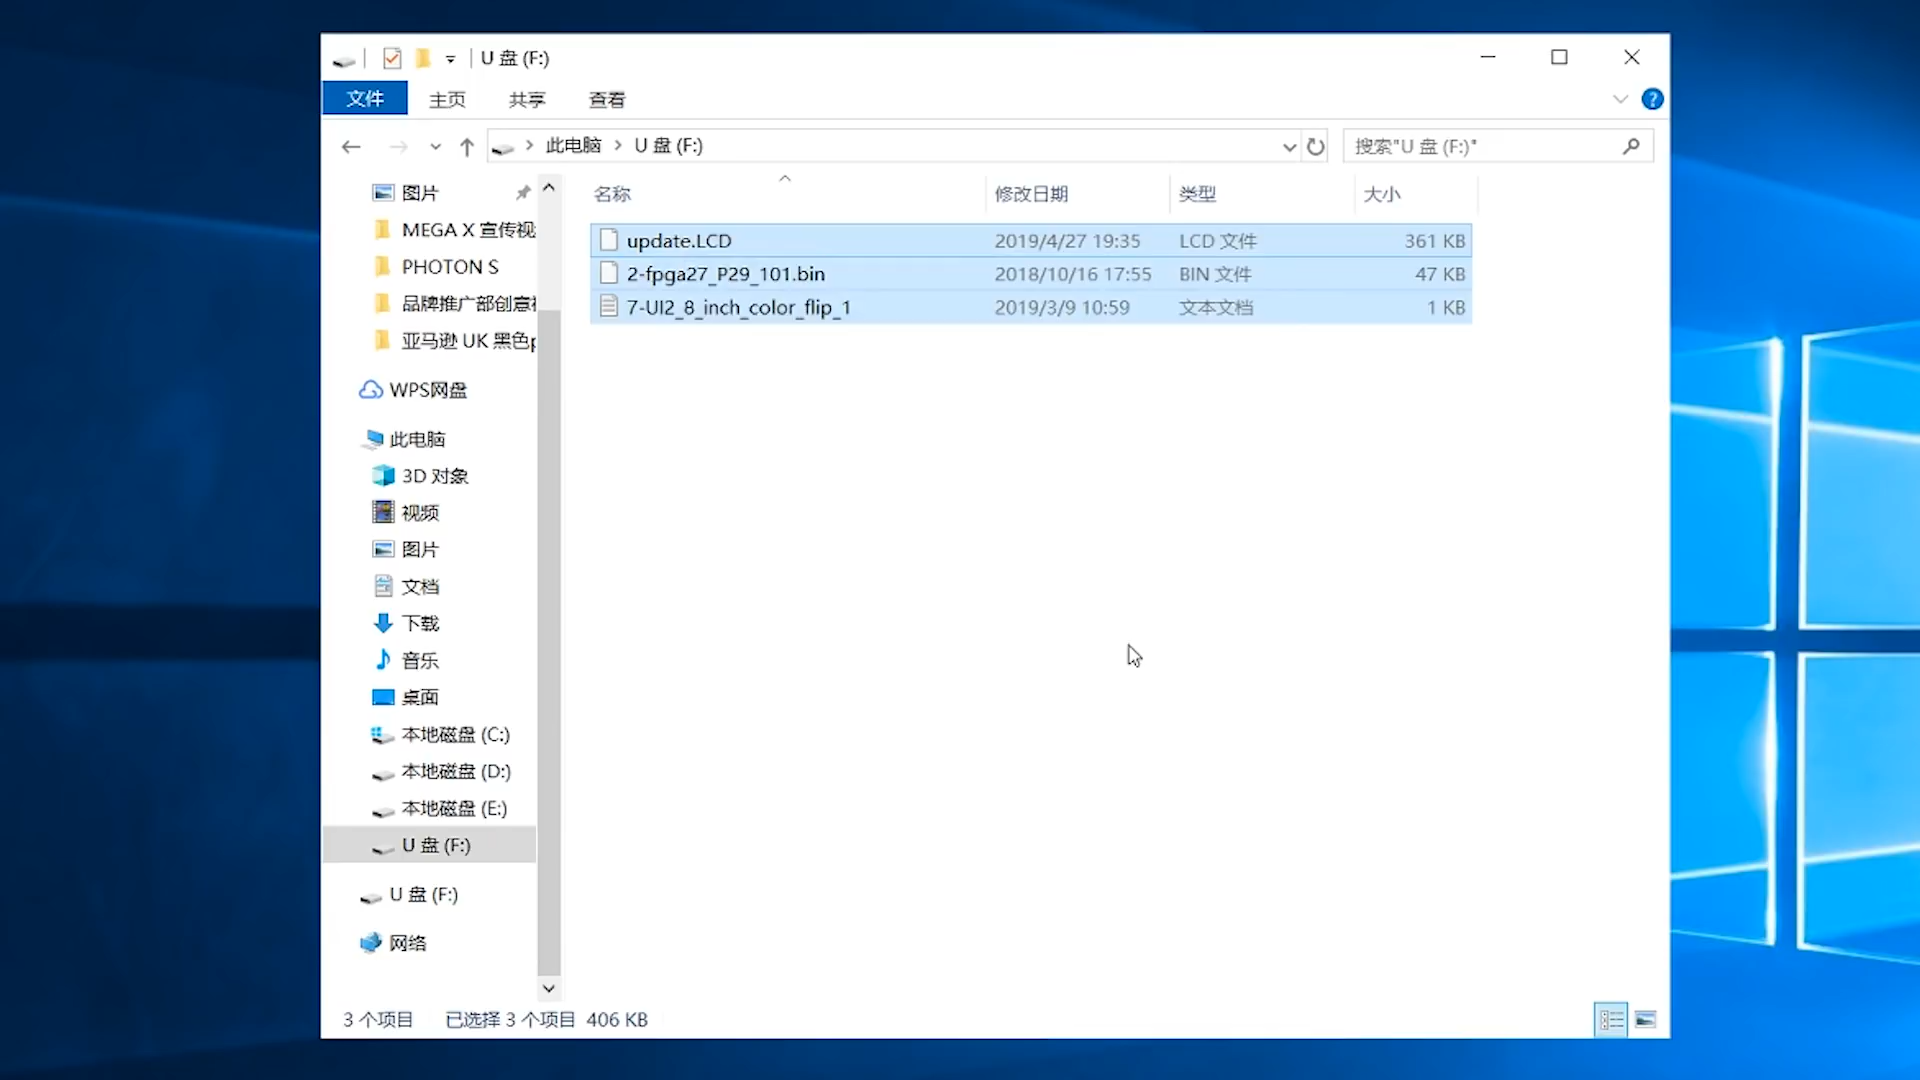 U 盘 (F:)
文件 主页 共享 查看
此电脑 U 盘 (F:) 搜索"U 盘 (F:)"
图片
MEGA X 宣传视
PHOTON S
品牌推广部创意视
亚马逊 UK 黑色p
WPS网盘
此电脑
3D 对象
视频
图片
文档
下载
音乐
桌面
本地磁盘 (C:)
本地磁盘 (D:)
本地磁盘 (E:)
U 盘 (F:)
U 盘 (F:)
网络
名称 修改日期 类型 大小
update.LCD 2019/4/27 19:35 LCD 文件 361 KB
2-fpga27_P29_101.bin 2018/10/16 17:55 BIN 文件 47 KB
7-UI2_8_inch_color_flip_1 2019/3/9 10:59 文本文档 1 KB
3 个项目 已选择 3 个项目 406 KB